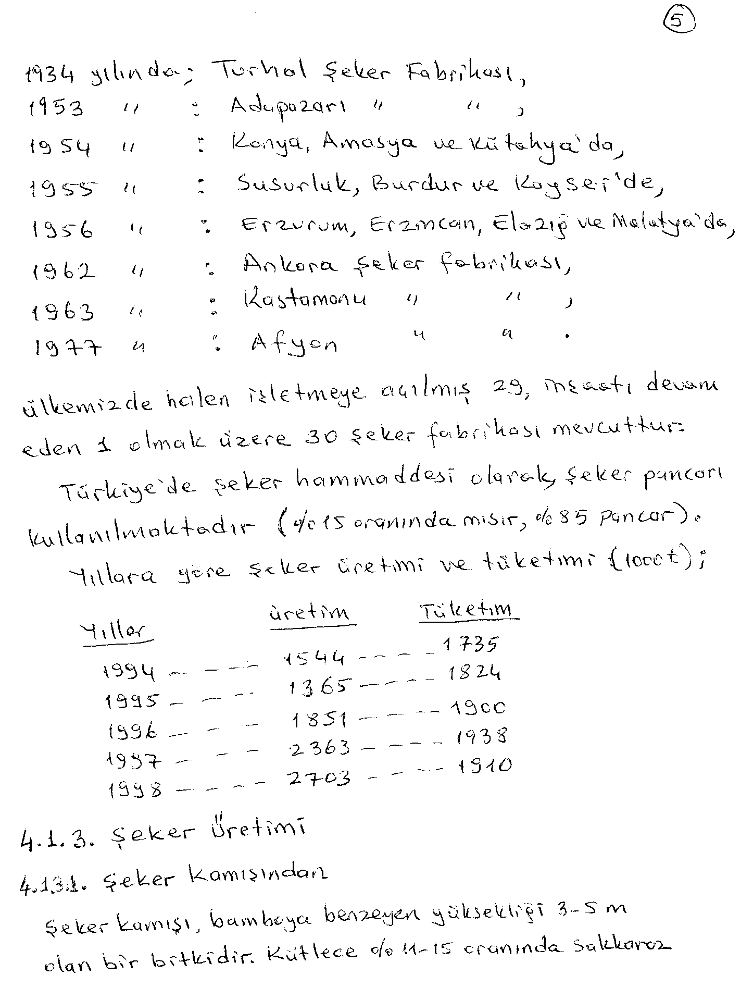 5
1934 yılında; Turhal Şeker Fabrikası,
1953 " : Adapazarı " " ,
1954 " : Konya, Amasya ve Kütahya'da,
1955 " : Susurluk, Burdur ve Kayseri'de,
1956 " : Erzurum, Erzincan, Elazığ ve Malatya'da,
1962 " : Ankara şeker fabrikası,
1963 " : Kastamonu " " ,
1977 " : Afyon " " .
ülkemizde halen işletmeye açılmış 29, inşaatı devam
eden 1 olmak üzere 30 şeker fabrikası mevcuttur.
Türkiye'de şeker hammaddesi olarak, şeker pancarı
kullanılmaktadır (%15 oranında mısır, %85 pancar).
Yıllara göre şeker üretimi ve tüketimi (1000t);
Yıllar üretim Tüketim
1994 - - - - 1544 - - - - 1735
1995 - - - - 1365 - - - - 1824
1996 - - - 1851 - - - - 1900
1997 - - - 2363 - - - - 1938
1998 - - - - 2703 - - - - 1910
4.1.3. Şeker Üretimi
4.1.3.1. Şeker Kamışından
Şeker kamışı, bamboya benzeyen yüksekliği 3-5 m
olan bir bitkidir. Kütlece %11-15 oranında sakkaroz